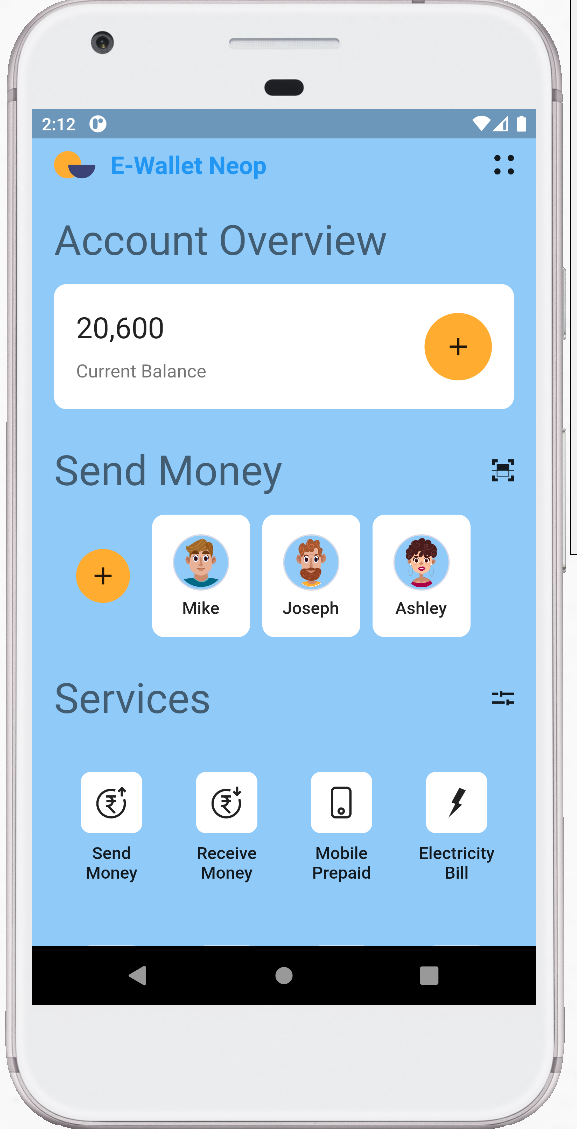 2:12
E-Wallet Neop
Account Overview
20,600
Current Balance
+
Send Money
+
Mike Joseph Ashley
Services
₹ ₹
Send Receive Mobile Electricity
Money Money Prepaid Bill